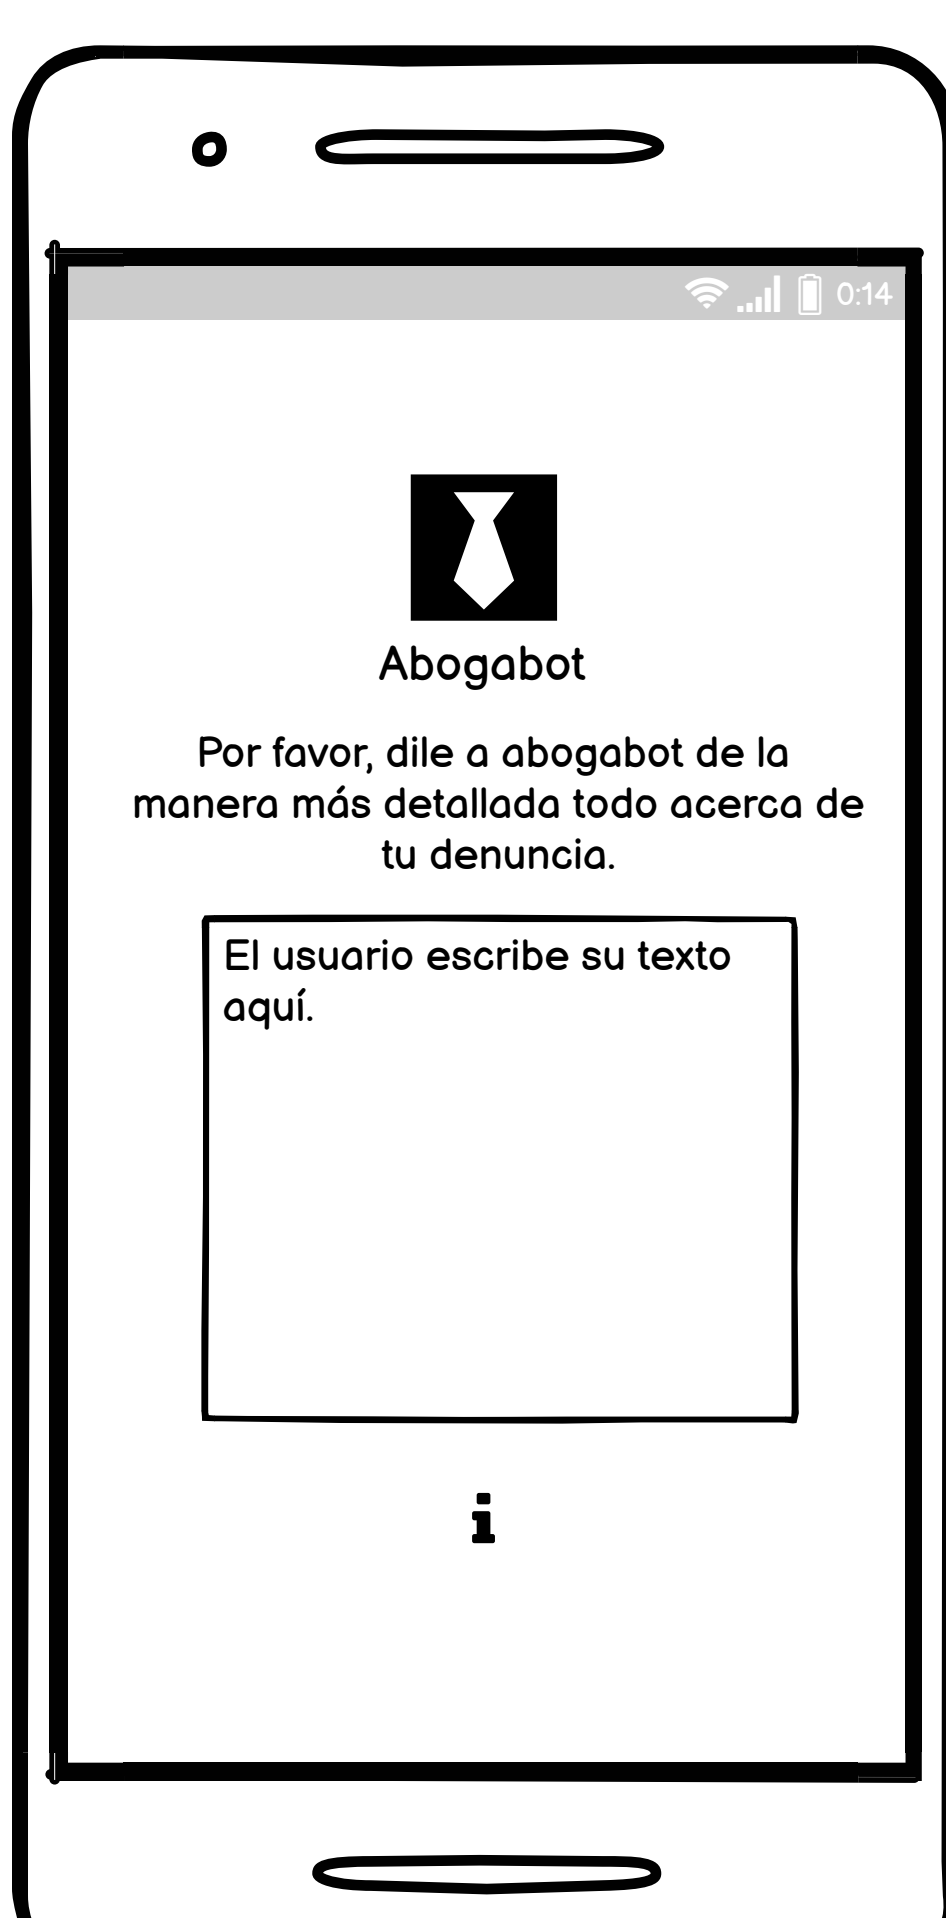 0:14
Abogabot
Por favor, dile a abogabot de la
manera más detallada todo acerca de
tu denuncia.
El usuario escribe su texto
aquí.
i